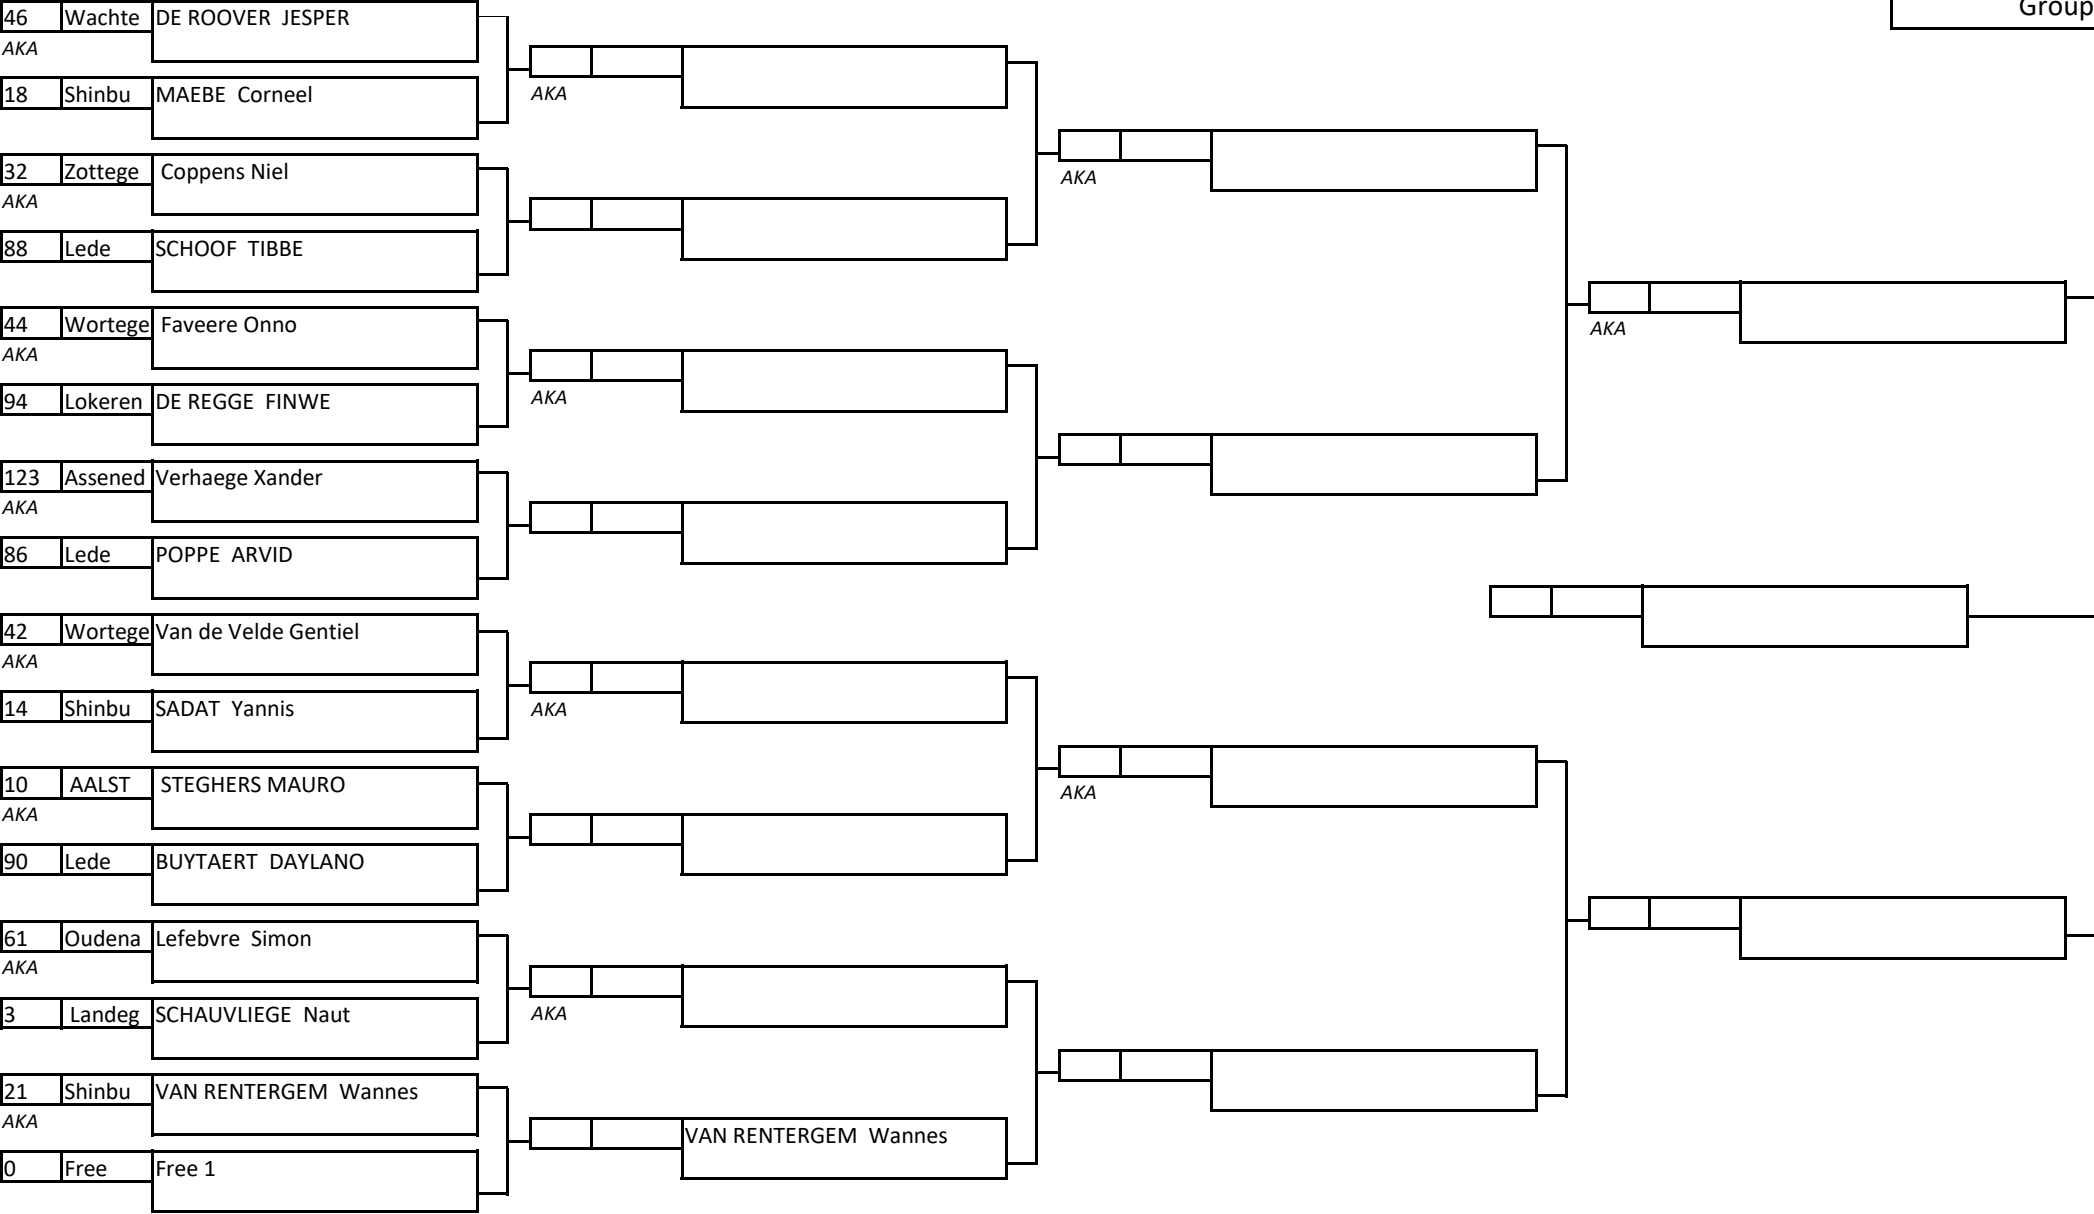 Group
46 Wachte DE ROOVER JESPER
AKA
18 Shinbu MAEBE Corneel
AKA
32 Zottege Coppens Niel
AKA
AKA
88 Lede SCHOOF TIBBE
44 Wortege Faveere Onno
AKA
AKA
94 Lokeren DE REGGE FINWE
AKA
123 Assened Verhaege Xander
AKA
86 Lede POPPE ARVID
42 Wortege Van de Velde Gentiel
AKA
14 Shinbu SADAT Yannis
AKA
10 AALST STEGHERS MAURO
AKA
AKA
90 Lede BUYTAERT DAYLANO
61 Oudena Lefebvre Simon
AKA
3 Landeg SCHAUVLIEGE Naut
AKA
21 Shinbu VAN RENTERGEM Wannes
AKA
VAN RENTERGEM Wannes
0 Free Free 1